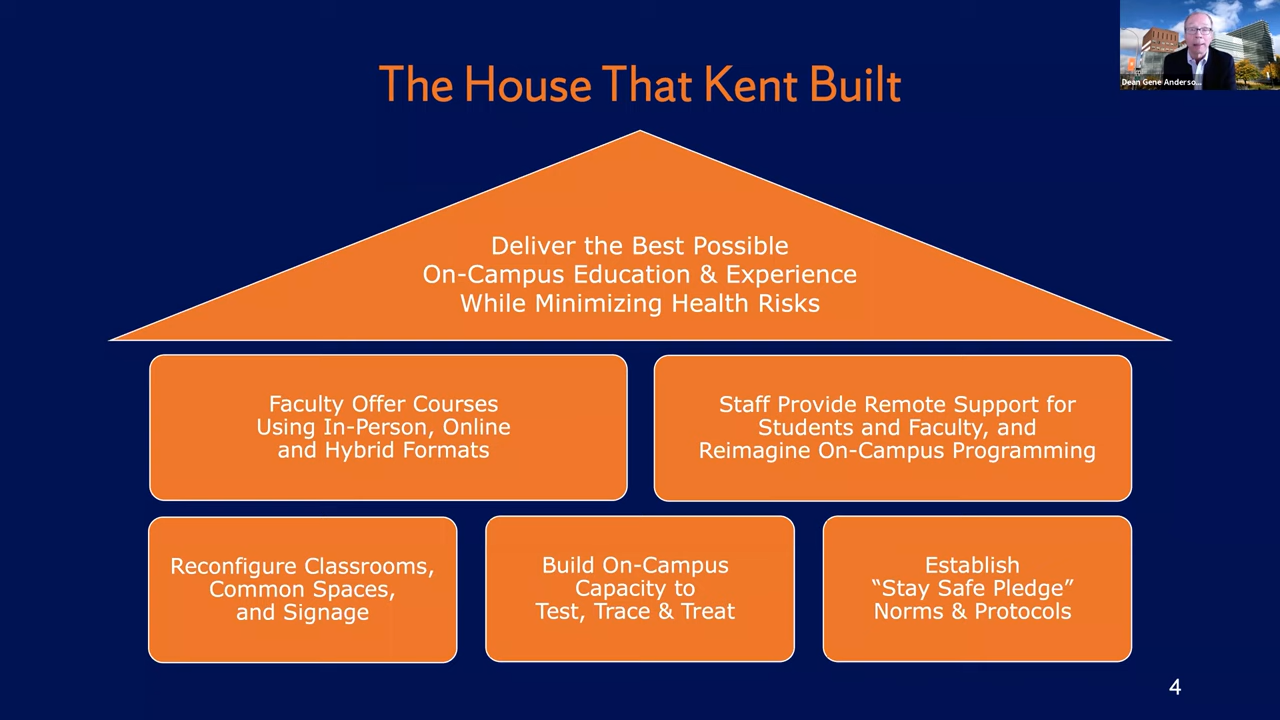 The House That Kent Built
Dean Gene Anderso...
Deliver the Best Possible
On-Campus Education & Experience
While Minimizing Health Risks
Faculty Offer Courses
Using In-Person, Online
and Hybrid Formats
Staff Provide Remote Support for
Students and Faculty, and
Reimagine On-Campus Programming
Reconfigure Classrooms,
Common Spaces,
and Signage
Build On-Campus
Capacity to
Test, Trace & Treat
Establish
“Stay Safe Pledge”
Norms & Protocols
4